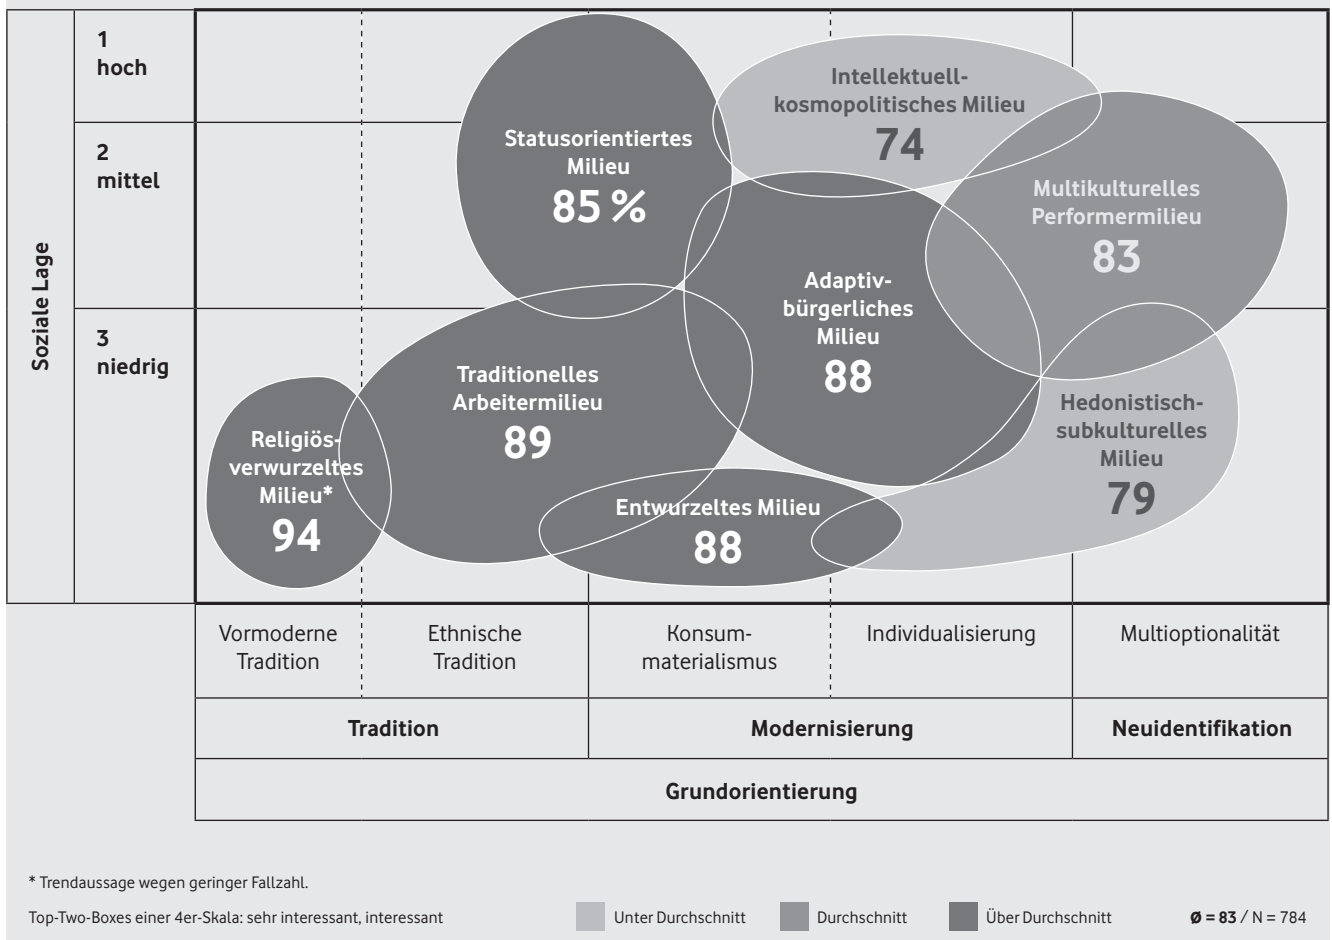 Soziale Lage
1
hoch
2
mittel
3
niedrig
Statusorientiertes
Milieu
85 %
Intellektuell-
kosmopolitisches Milieu
74
Multikulturelles
Performermilieu
83
Adaptiv-
bürgerliches
Milieu
88
Traditionelles
Arbeitermilieu
89
Hedonistisch-
subkulturelles
Milieu
79
Religiös-
verwurzeltes
Milieu*
94
Entwurzeltes Milieu
88
Vormoderne
Tradition
Ethnische
Tradition
Konsum-
materialismus
Individualisierung
Multioptionalität
Tradition
Modernisierung
Neuidentifikation
Grundorientierung
* Trendaussage wegen geringer Fallzahl.
Top-Two-Boxes einer 4er-Skala: sehr interessant, interessant
Unter Durchschnitt
Durchschnitt
Über Durchschnitt
Ø = 83 / N = 784